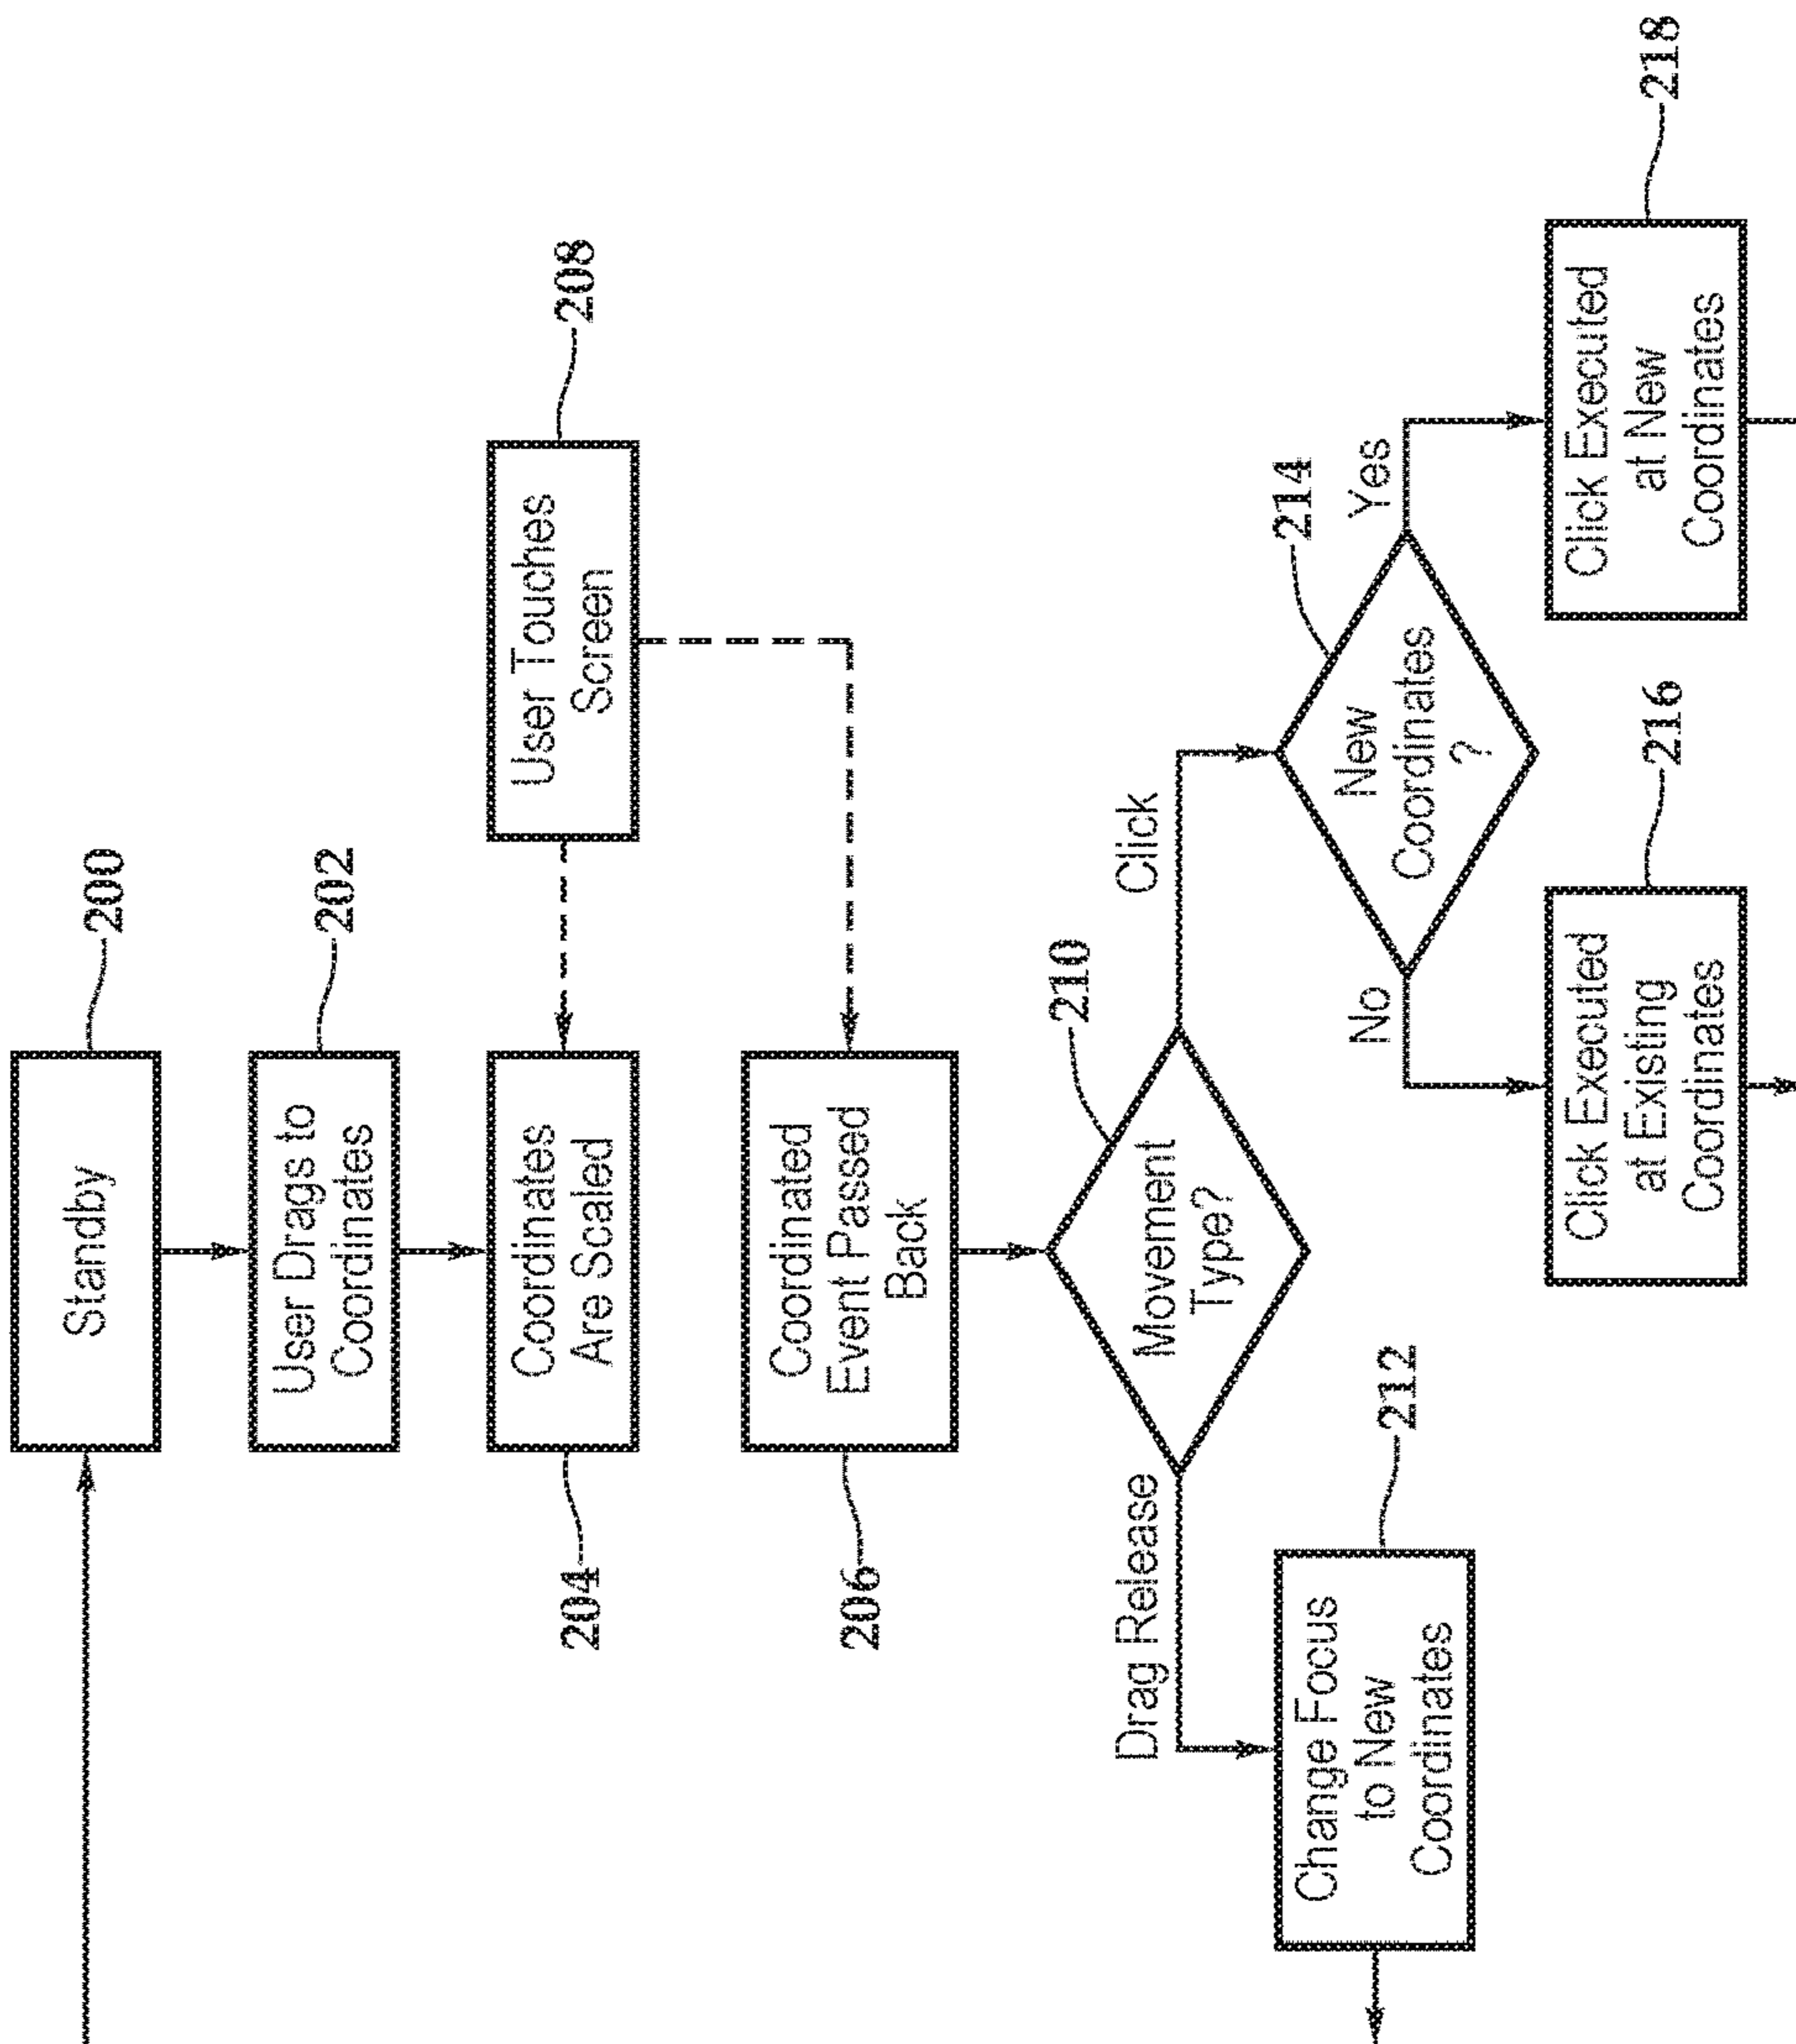 Standby
200
User Drags to
Coordinates
202
Coordinates
Are Scaled
204
User Touches
Screen
208
Coordinated
Event Passed
Back
206
Movement
Type?
210
Drag Release
Click
Change Focus
to New
Coordinates
212
New
Coordinates
?
214
No
Yes
Click Executed
at Existing
Coordinates
216
Click Executed
at New
Coordinates
218